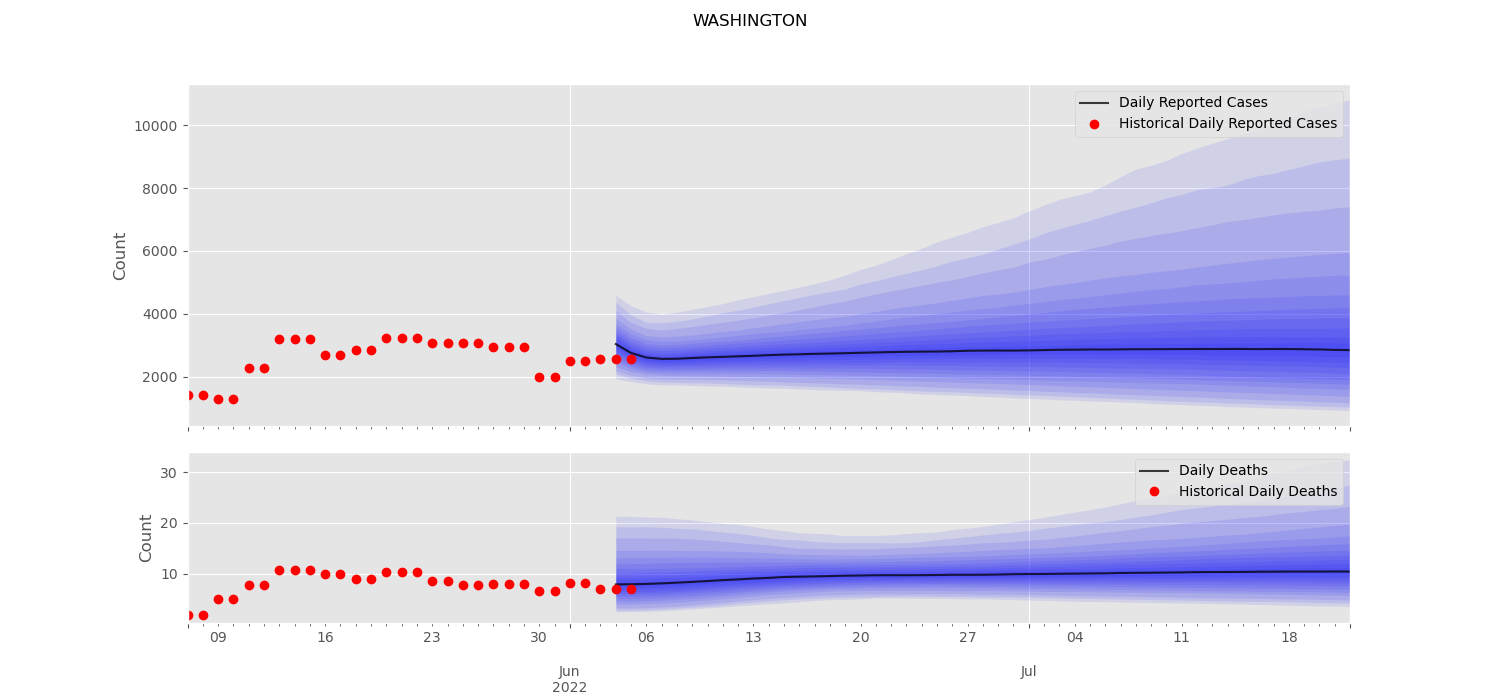 WASHINGTON
Daily Reported Cases
Historical Daily Reported Cases
Count
10000
8000
6000
4000
2000
Daily Deaths
Historical Daily Deaths
Count
30
20
10
09 16 23 30 06 13 20 27 04 11 18
Jun Jul
2022